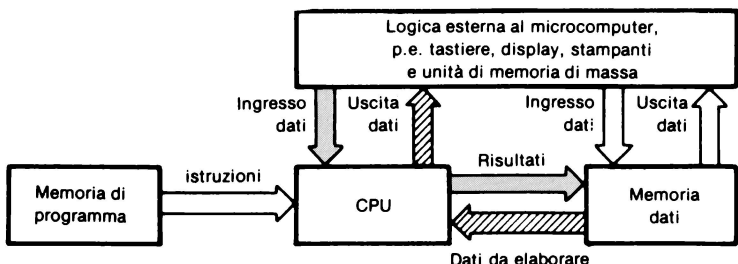 Logica esterna al microcomputer,
p.e. tastiere, display, stampanti
e unità di memoria di massa
Ingresso
dati
Uscita
dati
Ingresso
dati
Uscita
dati
Memoria di
programma
istruzioni
CPU
Risultati
Memoria
dati
Dati da elaborare